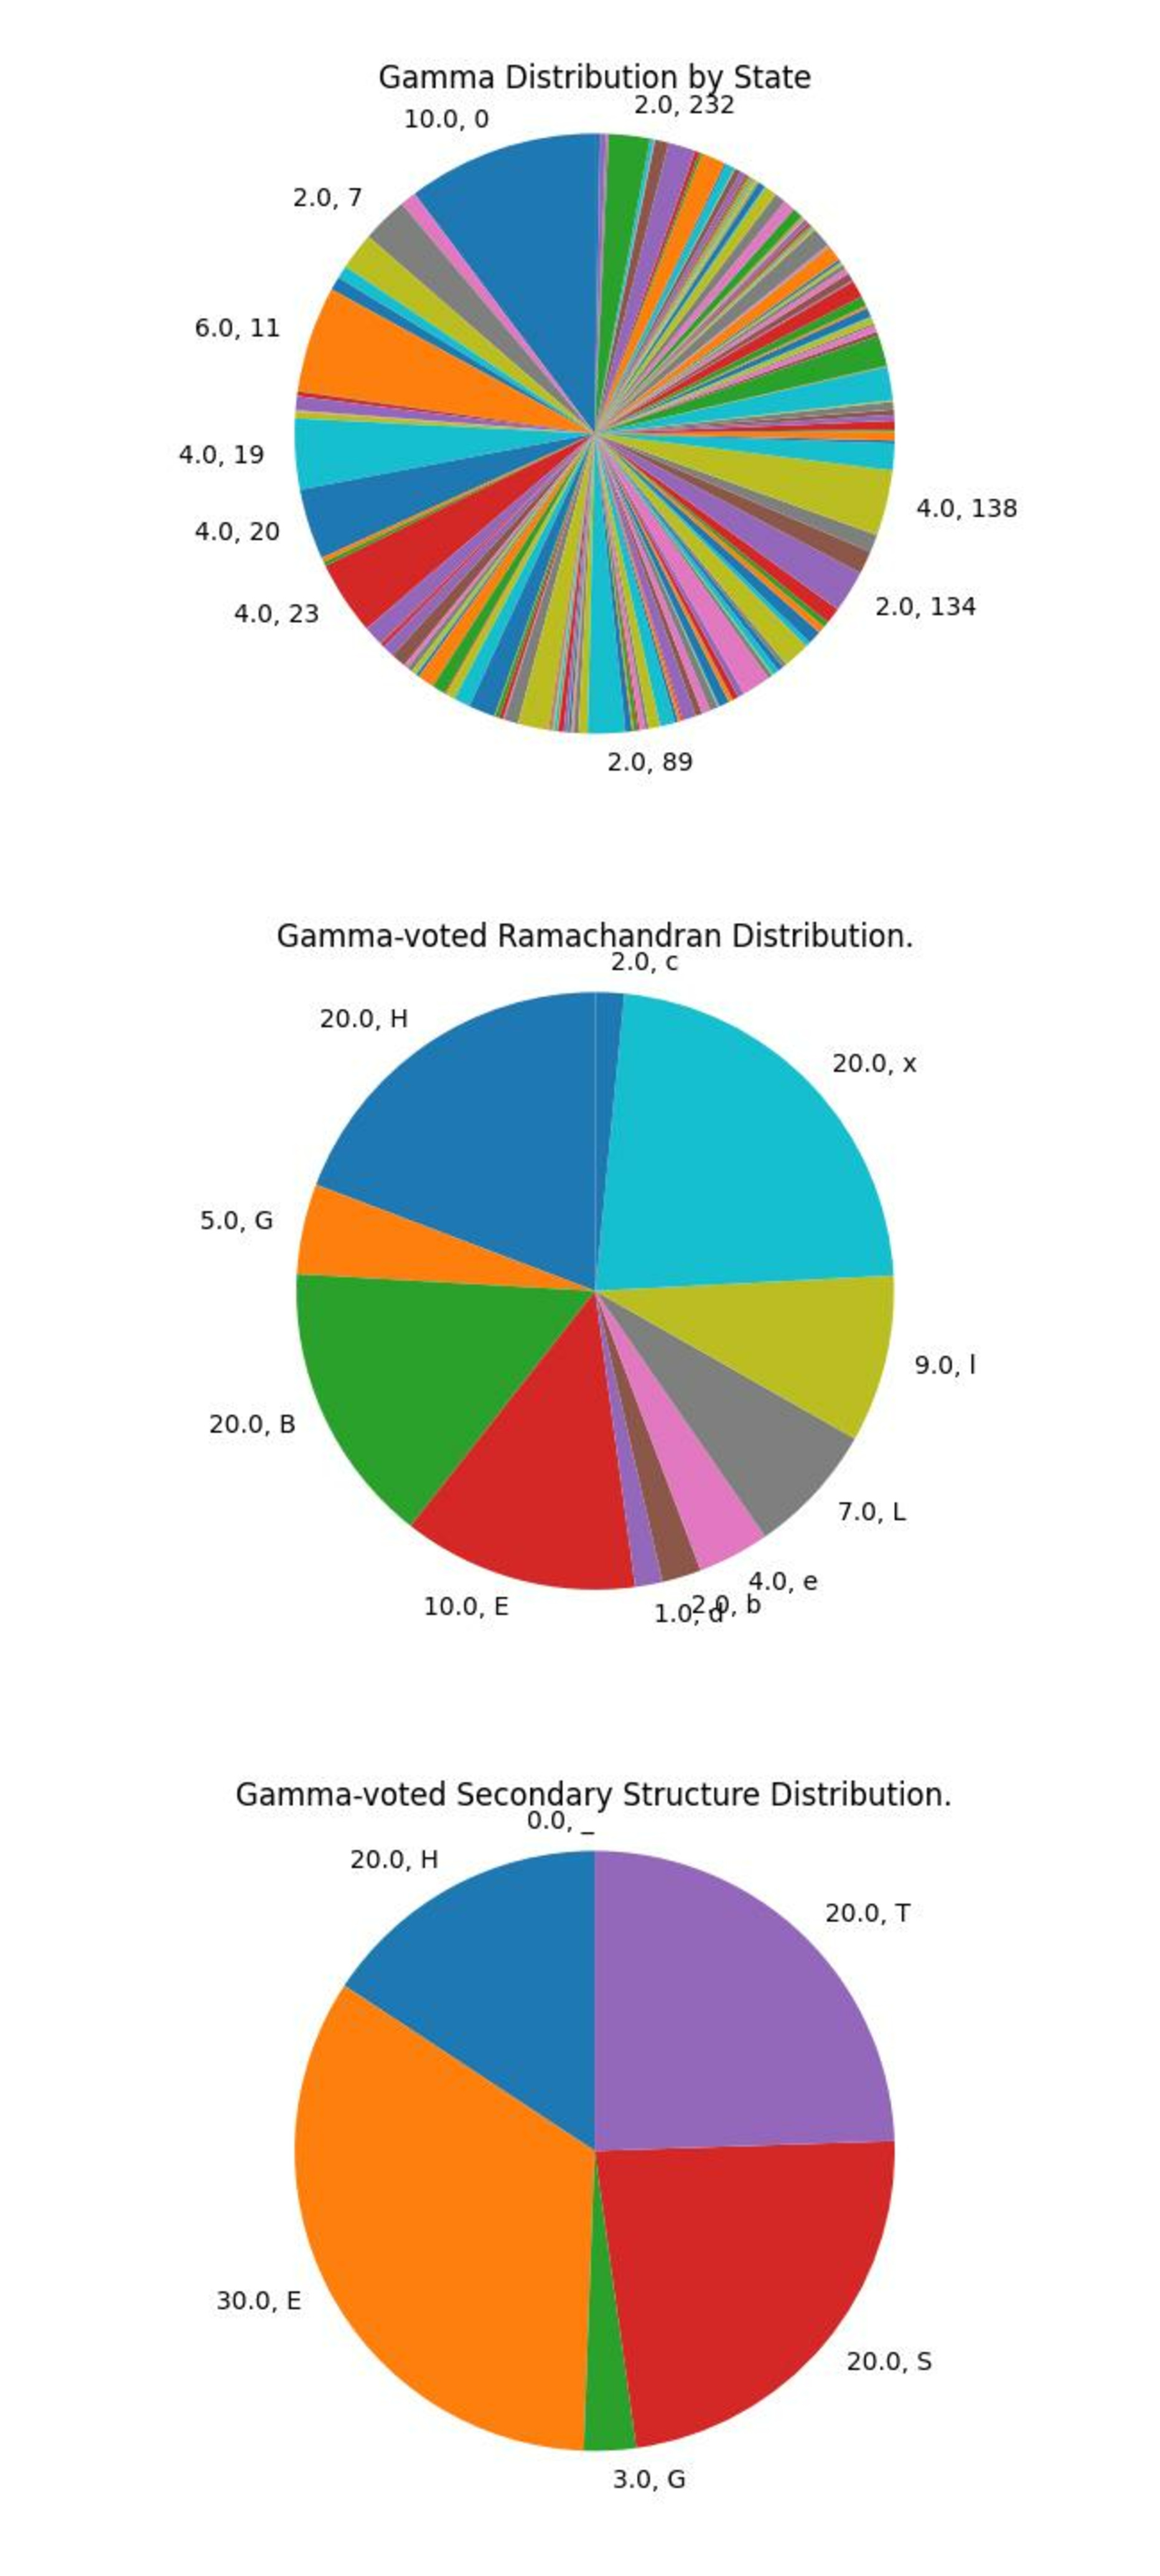 Gamma Distribution by State
2.0, 232
10.0, 0
2.0, 7
6.0, 11
4.0, 19
4.0, 20
4.0, 23
4.0, 138
2.0, 134
2.0, 89
Gamma-voted Ramachandran Distribution.
2.0, c
20.0, H
20.0, x
5.0, G
9.0, l
20.0, B
7.0, L
4.0, e
10.0, E
2.0, b
1.0, d
Gamma-voted Secondary Structure Distribution.
0.0, _
20.0, H
20.0, T
30.0, E
20.0, S
3.0, G